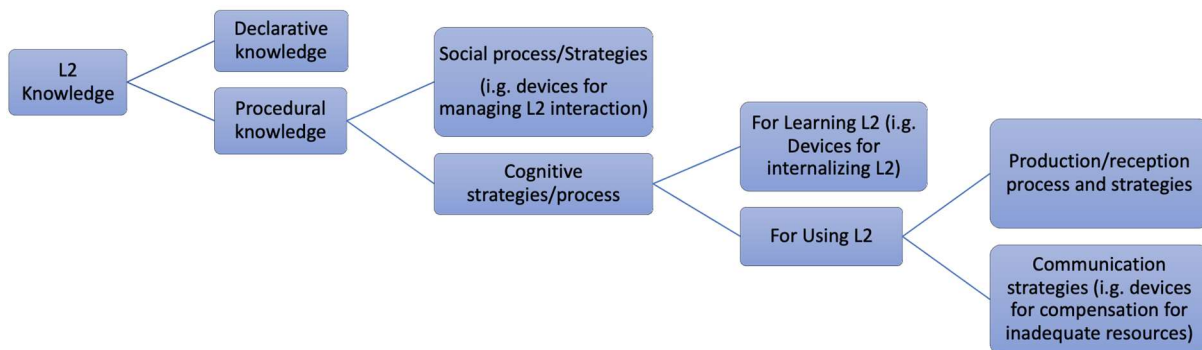 L2
Knowledge
Declarative
knowledge
Procedural
knowledge
Social process/Strategies
(i.g. devices for
managing L2 interaction)
Cognitive
strategies/process
For Learning L2 (i.g.
Devices for
internalizing L2)
For Using L2
Production/reception
process and strategies
Communication
strategies (i.g. devices
for compensation for
inadequate resources)